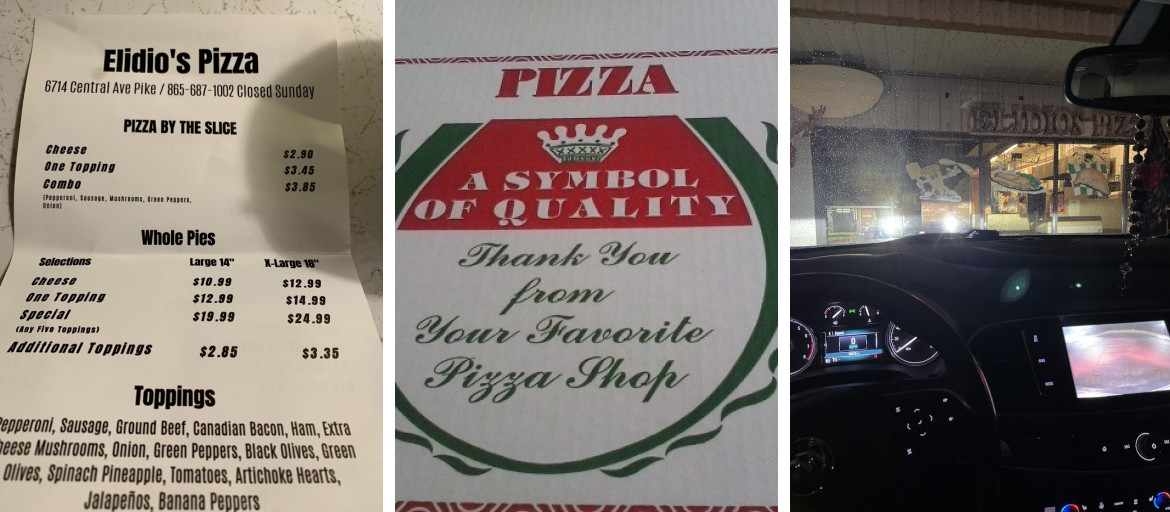 Elidio's Pizza
6714 Central Ave Pike / 865-687-1002 Closed Sunday
PIZZA BY THE SLICE
Cheese $2.90
One Topping $3.45
Combo $3.85
(Pepperoni, Sausage, Mushrooms, Green Peppers,
Onion)
Whole Pies
Selections Large 14" X-Large 18"
Cheese $10.99 $12.99
One Topping $12.99 $14.99
Special $19.99 $24.99
(Any Five Toppings)
Additional Toppings $2.85 $3.35
Toppings
Pepperoni, Sausage, Ground Beef, Canadian Bacon, Ham, Extra
Cheese Mushrooms, Onion, Green Peppers, Black Olives, Green
Olives, Spinach Pineapple, Tomatoes, Artichoke Hearts,
Jalapeños, Banana Peppers
PIZZA
A SYMBOL
OF QUALITY
Thank You
from
Your Favorite
Pizza Shop
ELIDIOS PIZZ
0